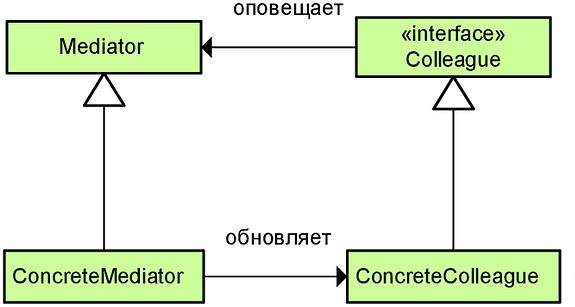 оповещает
Mediator
«interface»
Colleague
обновляет
ConcreteMediator
ConcreteColleague